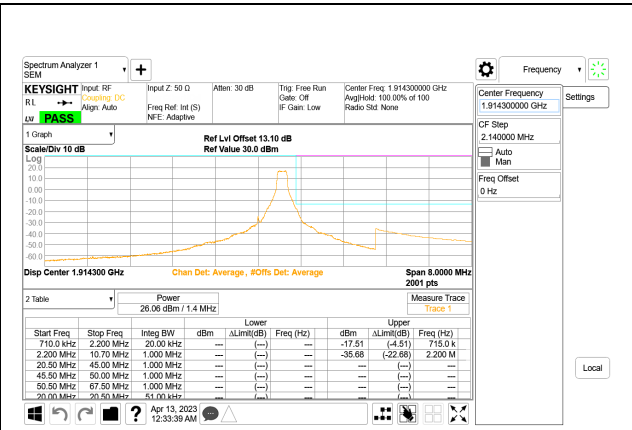 Spectrum Analyzer 1
SEM
Frequency
KEYSIGHT Input: RF
Coupling: DC
Align: Auto
Input Z: 50 Ω
Freq Ref: Int (S)
NFE: Adaptive
Atten: 30 dB
Trig: Free Run
Gate: Off
IF Gain: Low
Center Freq: 1.914300000 GHz
Avg|Hold: 100.00% of 100
Radio Std: None
R L
LXI PASS
Center Frequency
1.914300000 GHz
Settings
CF Step
2.140000 MHz
Auto
Man
Freq Offset
0 Hz
1 Graph
Scale/Div 10 dB
Ref Lvl Offset 13.10 dB
Ref Value 30.0 dBm
Log
20.0
10.0
0.00
-10.0
-20.0
-30.0
-40.0
-50.0
-60.0
Disp Center 1.914300 GHz
Chan Det: Average , #Offs Det: Average
Span 8.0000 MHz
2001 pts
2 Table
Power
26.06 dBm / 1.4 MHz
Measure Trace
Trace 1
Lower Upper
Start Freq Stop Freq Integ BW dBm ΔLimit(dB) Freq (Hz) dBm ΔLimit(dB) Freq (Hz)
710.0 kHz 2.200 MHz 20.00 kHz --- (---) --- -17.51 (-4.51) 715.0 k
2.200 MHz 10.70 MHz 1.000 MHz --- (---) --- -35.68 (-22.68) 2.200 M
20.50 MHz 45.00 MHz 1.000 MHz --- (---) --- --- (---) ---
45.50 MHz 50.00 MHz 1.000 MHz --- (---) --- --- (---) ---
50.50 MHz 67.50 MHz 1.000 MHz --- (---) --- --- (---) ---
20.00 MHz 20.50 MHz 51.00 kHz --- (---) --- --- (---) ---
Local
? Apr 13, 2023
12:33:39 AM